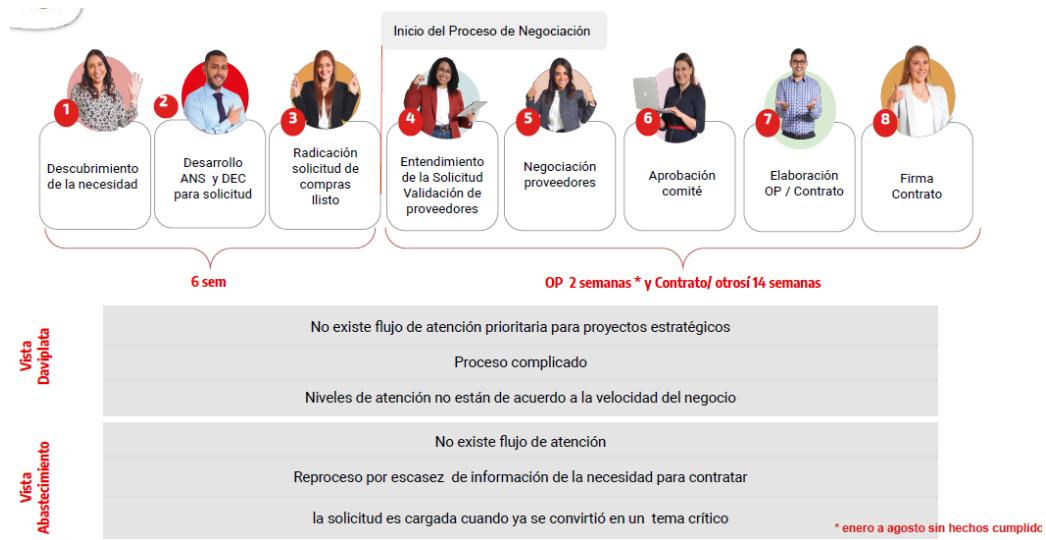 Inicio del Proceso de Negociación
1
2
3
4
5
6
7
8
Descubrimiento
de la necesidad
Desarrollo
ANS y DEC
para solicitud
Radicación
solicitud de
compras
Ilisto
Entendimiento
de la Solicitud
Validación de
proveedores
Negociación
proveedores
Aprobación
comité
Elaboración
OP / Contrato
Firma
Contrato
6 sem
OP 2 semanas * y Contrato/ otrosí 14 semanas
Vista
Daviplata
No existe flujo de atención prioritaria para proyectos estratégicos
Proceso complicado
Niveles de atención no están de acuerdo a la velocidad del negocio
Vista
Abastecimiento
No existe flujo de atención
Reproceso por escasez de información de la necesidad para contratar
la solicitud es cargada cuando ya se convirtió en un tema crítico
* enero a agosto sin hechos cumplido